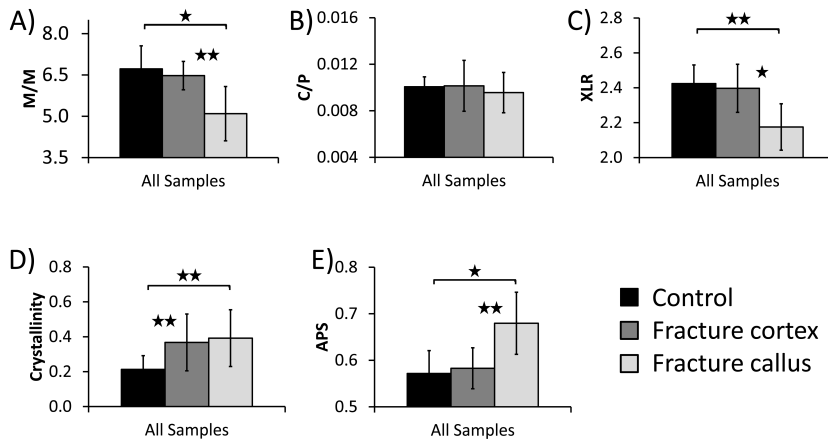 A)
M/M
8.0
6.5
5.0
3.5
★
★★
All Samples
B)
C/P
0.016
0.012
0.008
0.004
All Samples
C)
XLR
2.8
2.6
2.4
2.2
2.0
★★
★
All Samples
D)
Crystallinity
0.8
0.6
0.4
0.2
0.0
★★
★★
All Samples
E)
APS
0.8
0.7
0.6
0.5
★
★★
All Samples
Control
Fracture cortex
Fracture callus